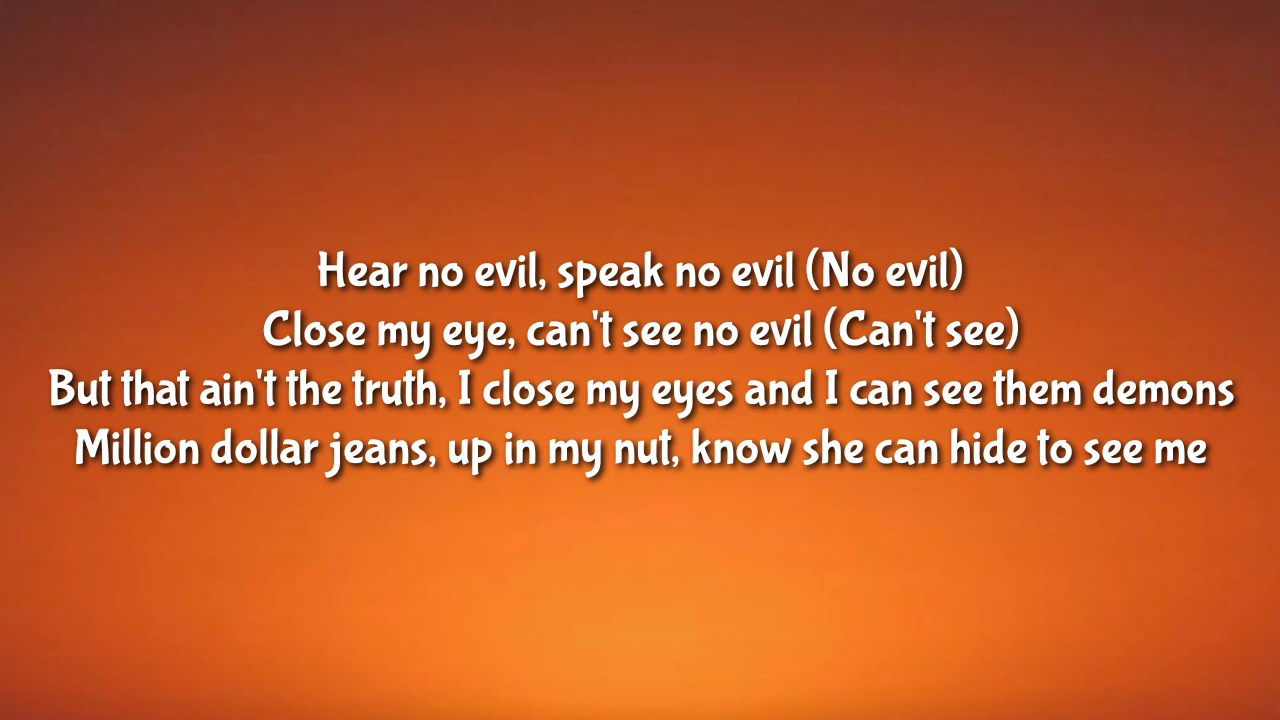 Hear no evil, speak no evil (No evil)
Close my eye, can't see no evil (Can't see)
But that ain't the truth, I close my eyes and I can see them demons
Million dollar jeans, up in my nut, know she can hide to see me